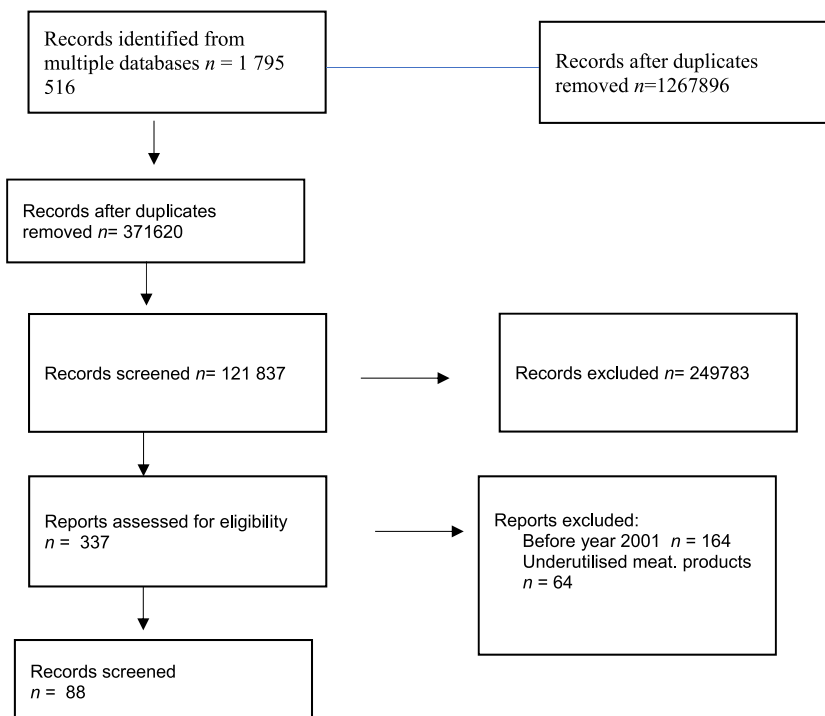 Records identified from
multiple databases n = 1 795
516
Records after duplicates
removed n=1267896
Records after duplicates
removed n= 371620
Records screened n= 121 837
Records excluded n= 249783
Reports assessed for eligibility
n = 337
Reports excluded:
Before year 2001 n = 164
Underutilised meat. products
n = 64
Records screened
n = 88